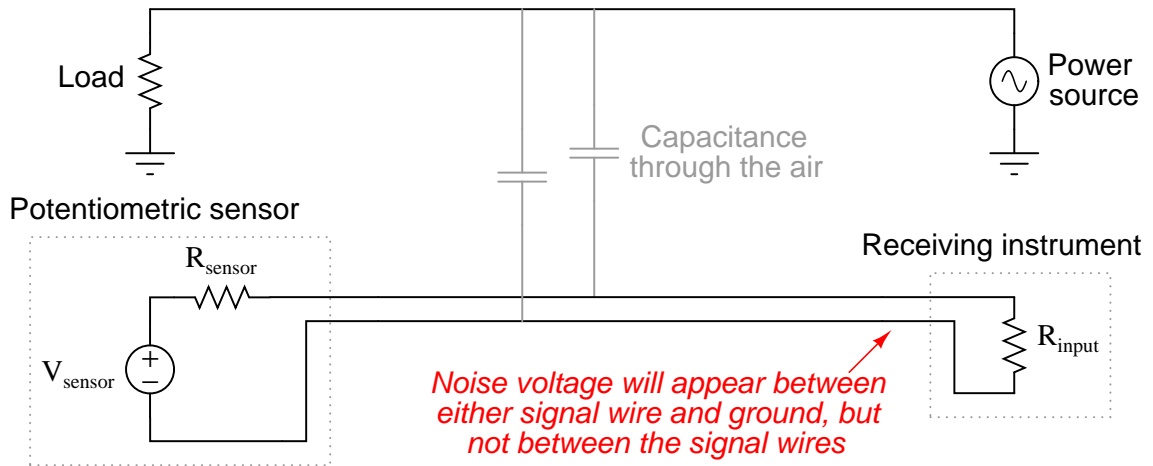 Load
Power
source
Capacitance
through the air
Potentiometric sensor
Receiving instrument
Rsensor
+
−
Vsensor
Rinput
Noise voltage will appear between
either signal wire and ground, but
not between the signal wires